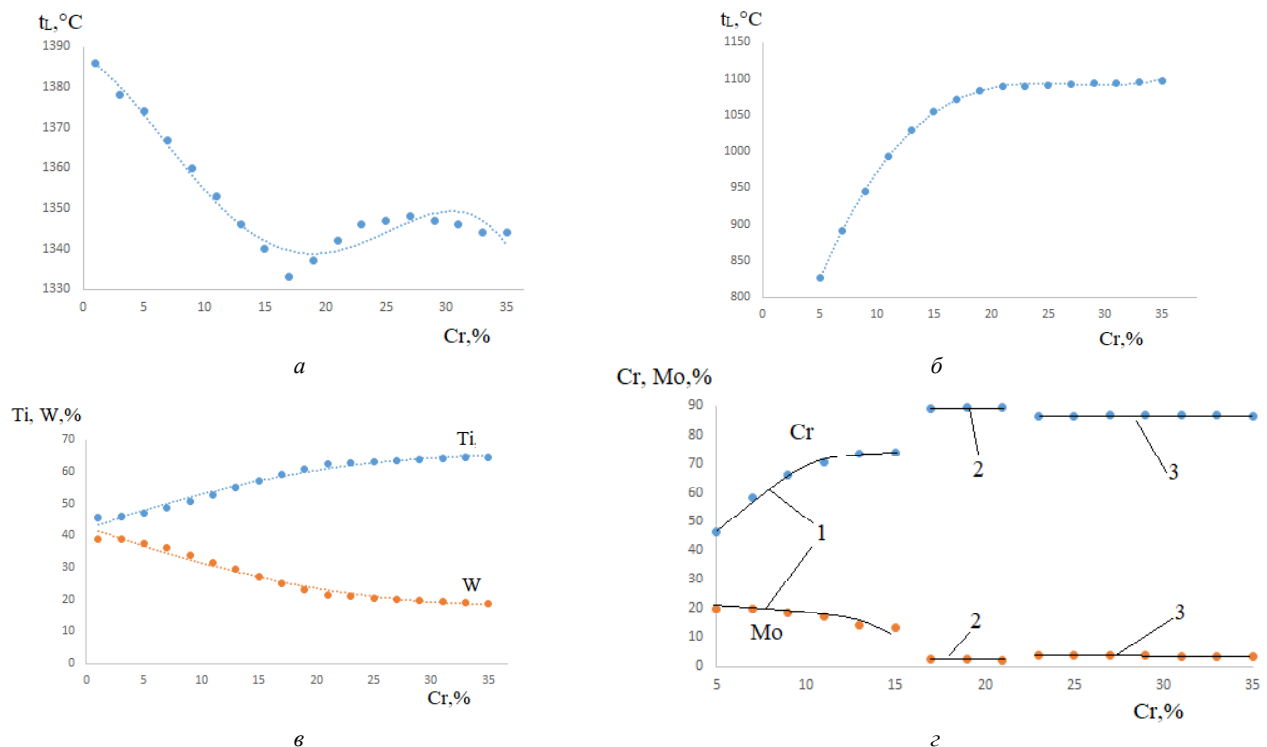 t_L,°C
1390
1380
1370
1360
1350
1340
1330
0 5 10 15 20 25 30 35
Cr,%
а
t_L,°C
1150
1100
1050
1000
950
900
850
800
0 5 10 15 20 25 30 35
Cr,%
б
Ti, W,%
70
60
50
40
30
20
10
0
Ti,
W
0 5 10 15 20 25 30 35
Cr,%
в
Cr, Mo,%
90
80
70
60
50
40
30
20
10
0
Cr
2
3
1
Mo
2
3
5 10 15 20 25 30 35
Cr,%
г